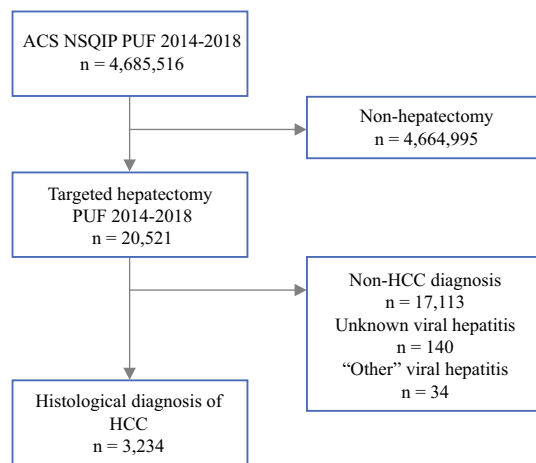 ACS NSQIP PUF 2014-2018
n = 4,685,516
Non-hepatectomy
n = 4,664,995
Targeted hepatectomy
PUF 2014-2018
n = 20,521
Non-HCC diagnosis
n = 17,113
Unknown viral hepatitis
n = 140
“Other” viral hepatitis
n = 34
Histological diagnosis of
HCC
n = 3,234